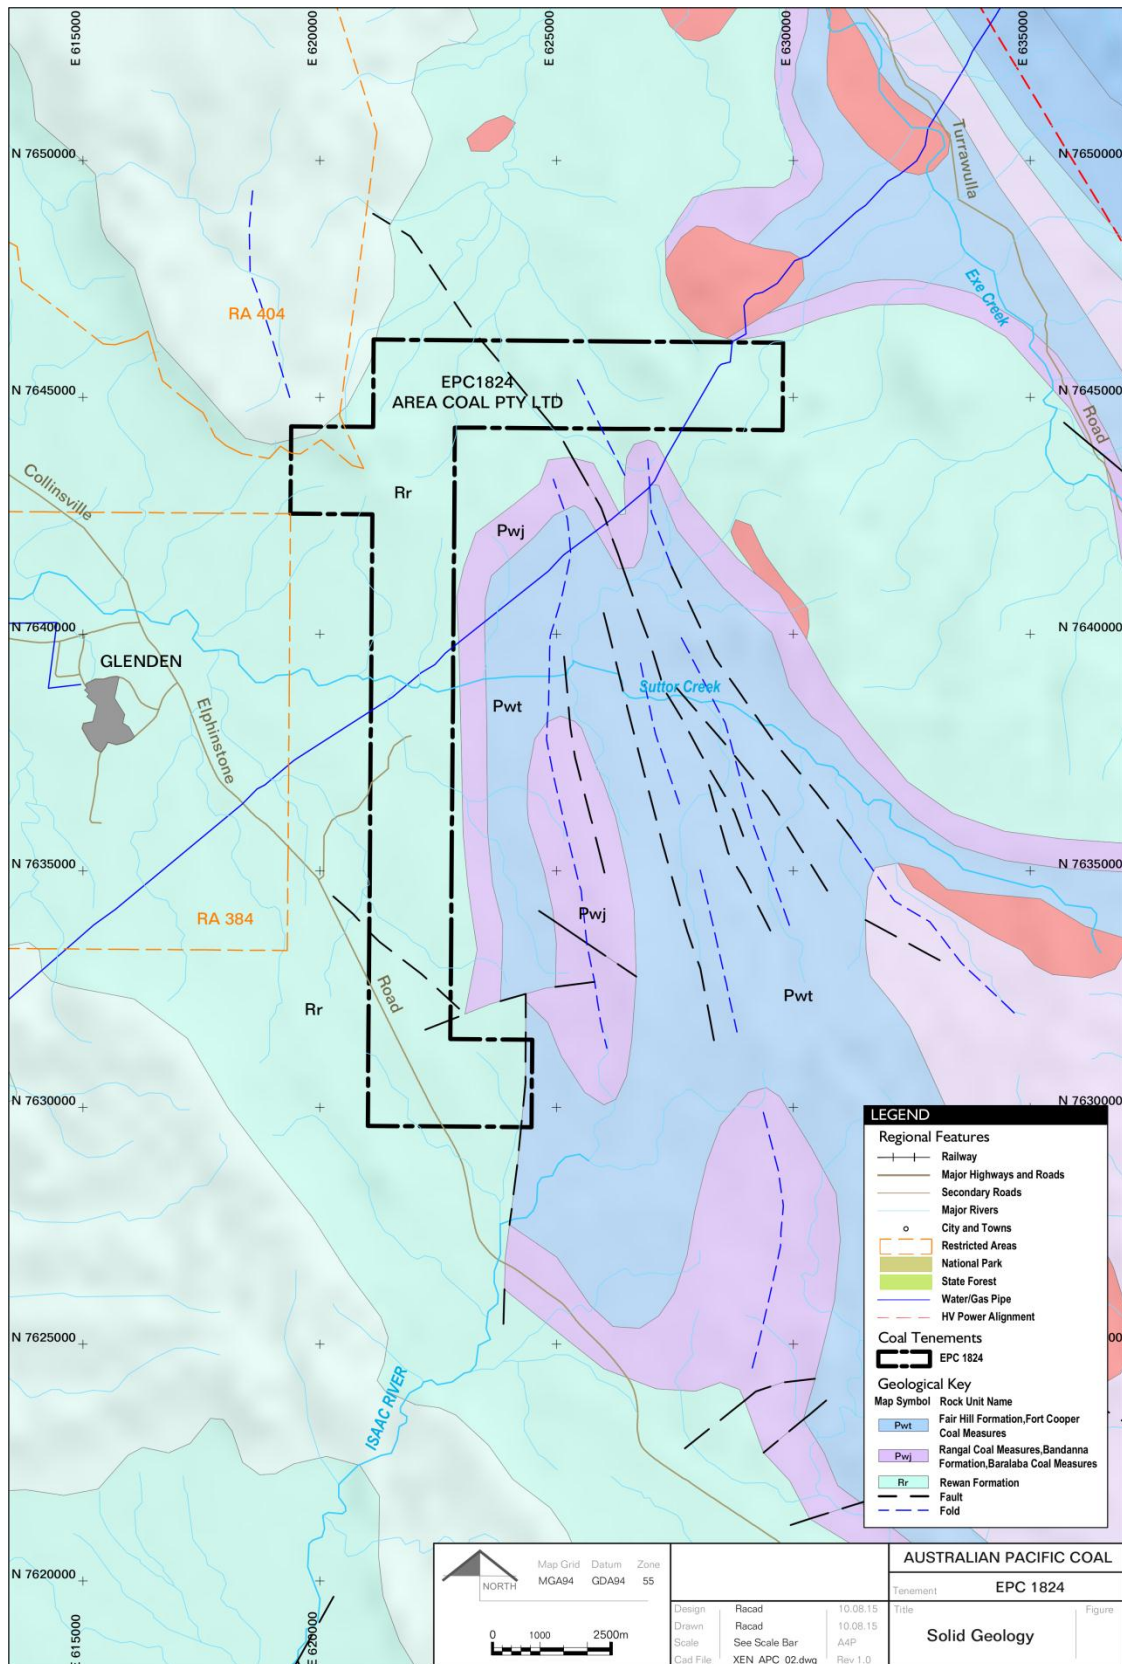 E 615000
E 620000
E 625000
E 630000
E 635000
N 7650000
N 7650000
Turrawulla
Exe Creek
RA 404
N 7645000
N 7645000
EPC1824
AREA COAL PTY LTD
Road
Collinsville
Rr
Pwj
N 7640000
N 7640000
GLENDEN
Suttor Creek
Elphinstone
Pwt
N 7635000
N 7635000
RA 384
Pwj
Road
Rr
Pwt
N 7630000
N 7630000
LEGEND
Regional Features
Railway
Major Highways and Roads
Secondary Roads
Major Rivers
City and Towns
Restricted Areas
National Park
State Forest
Water/Gas Pipe
HV Power Alignment
N 7625000
00
Coal Tenements
EPC 1824
Geological Key
Map Symbol Rock Unit Name
Pwt Fair Hill Formation,Fort Cooper
Coal Measures
Pwj Rangal Coal Measures,Bandanna
Formation,Baralaba Coal Measures
Rr Rewan Formation
Fault
Fold
ISAAC RIVER
N 7620000
E 615000
E 620000
NORTH
Map Grid Datum Zone
MGA94 GDA94 55
0 1000 2500m
Design Racad 10.08.15
Drawn Racad 10.08.15
Scale See Scale Bar A4P
Cad File XEN_APC_02.dwg Rev 1.0
AUSTRALIAN PACIFIC COAL
Tenement EPC 1824
Title Figure
Solid Geology